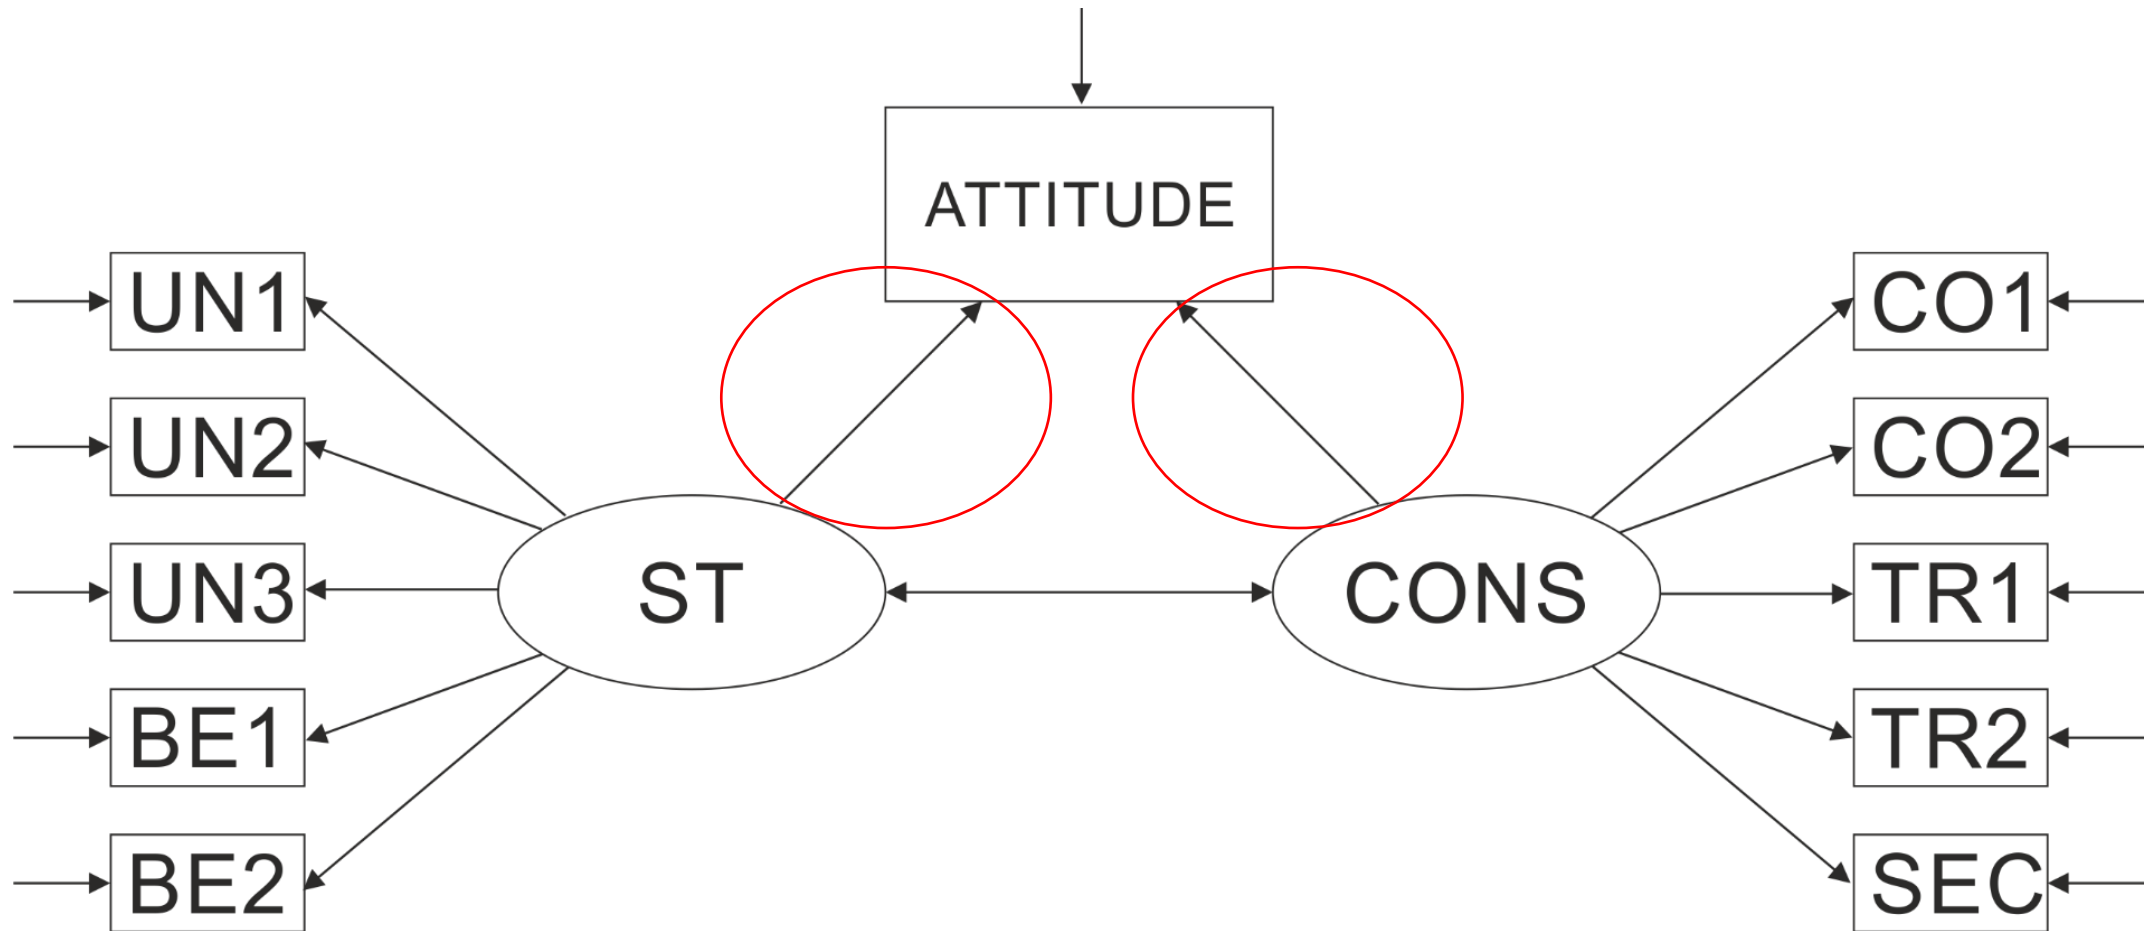 ATTITUDE
UN1
UN2
UN3
BE1
BE2
ST
CONS
CO1
CO2
TR1
TR2
SEC